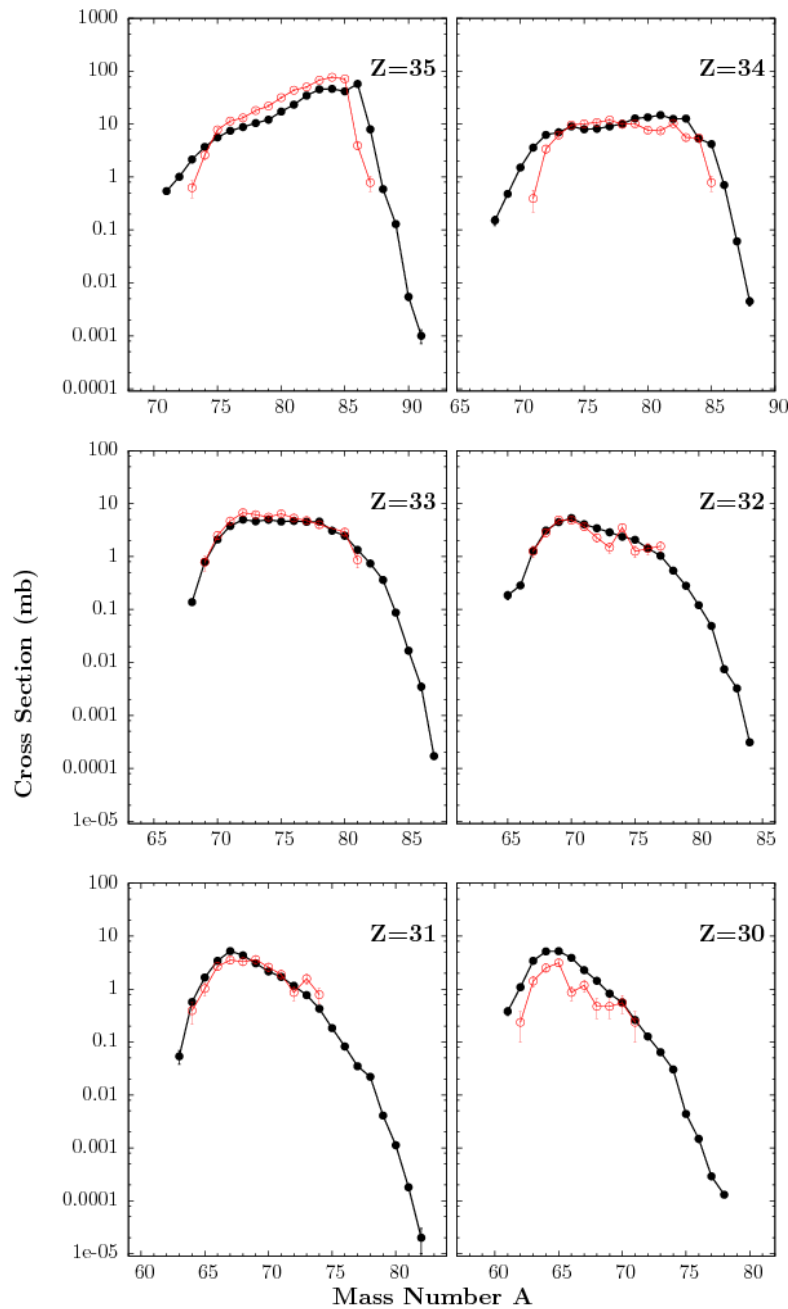 1000
100
10
1
0.1
0.01
0.001
0.0001
Z=35
Z=34
70 75 80 85 90 65 70 75 80 85 90
100
10
1
0.1
0.01
0.001
0.0001
1e-05
Z=33
Z=32
65 70 75 80 85 65 70 75 80 85
100
10
1
0.1
0.01
0.001
0.0001
1e-05
Z=31
Z=30
60 65 70 75 80 60 65 70 75 80
Cross Section (mb)
Mass Number A